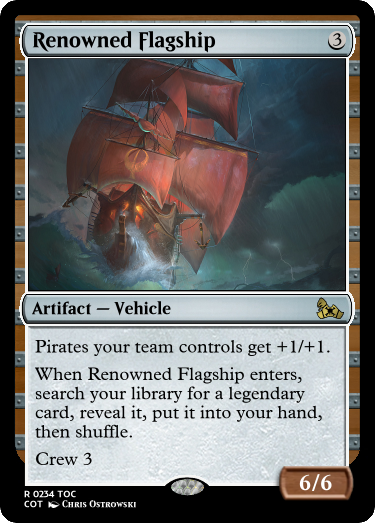 Renowned Flagship 3
Artifact — Vehicle
Pirates your team controls get +1/+1.
When Renowned Flagship enters,
search your library for a legendary
card, reveal it, put it into your hand,
then shuffle.
Crew 3
6/6
R 0234 TOC
COT Chris Ostrowski